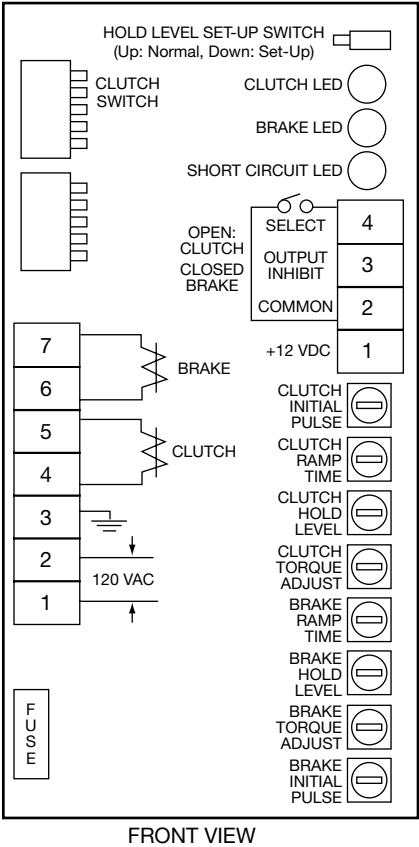 HOLD LEVEL SET-UP SWITCH
(Up: Normal, Down: Set-Up)
CLUTCH
SWITCH
CLUTCH LED
BRAKE LED
SHORT CIRCUIT LED
SELECT
OPEN:
CLUTCH
CLOSED
BRAKE
OUTPUT
INHIBIT
COMMON
+12 VDC
4
3
2
1
7
6
5
4
3
2
1
BRAKE
CLUTCH
120 VAC
CLUTCH
INITIAL
PULSE
CLUTCH
RAMP
TIME
CLUTCH
HOLD
LEVEL
CLUTCH
TORQUE
ADJUST
BRAKE
RAMP
TIME
BRAKE
HOLD
LEVEL
BRAKE
TORQUE
ADJUST
BRAKE
INITIAL
PULSE
F
U
S
E
FRONT VIEW